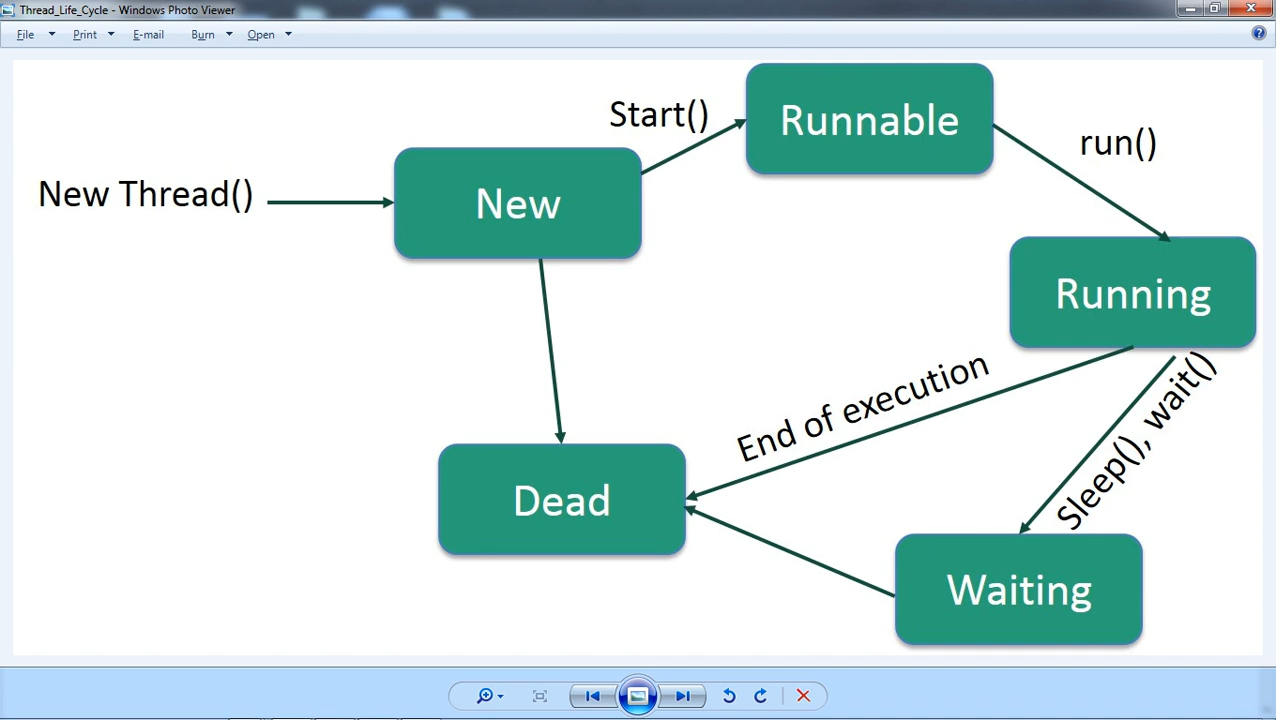 Thread_Life_Cycle - Windows Photo Viewer
File Print E-mail Burn Open
Start()
Runnable
run()
New Thread()
New
Running
End of execution
Sleep(), wait()
Dead
Waiting